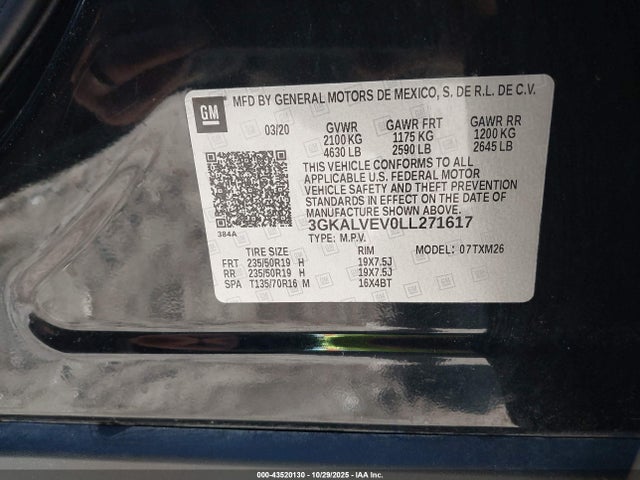 GM
MFD BY GENERAL MOTORS DE MEXICO, S. DE R.L. DE C.V.
03/20 GVWR GAWR FRT GAWR RR
2100 KG 1175 KG 1200 KG
4630 LB 2590 LB 2645 LB
THIS VEHICLE CONFORMS TO ALL
APPLICABLE U.S. FEDERAL MOTOR
VEHICLE SAFETY AND THEFT PREVENTION
STANDARDS IN EFFECT ON THE DATE OF
MANUFACTURE SHOWN ABOVE.
384A
3GKALVEV0LL271617
TYPE: M.P.V. MODEL: 07TXM26
TIRE SIZE RIM
FRT 235/50R19 H 19X7.5J
RR 235/50R19 H 19X7.5J
SPA T135/70R16 M 16X4BT
000-43520130 - 10/29/2025 - IAA Inc.